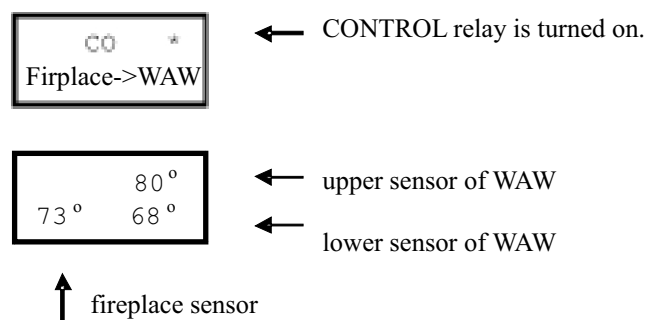 CO *
CONTROL relay is turned on.
Firplace->WAW
80°
upper sensor of WAW
73° 68°
lower sensor of WAW
fireplace sensor